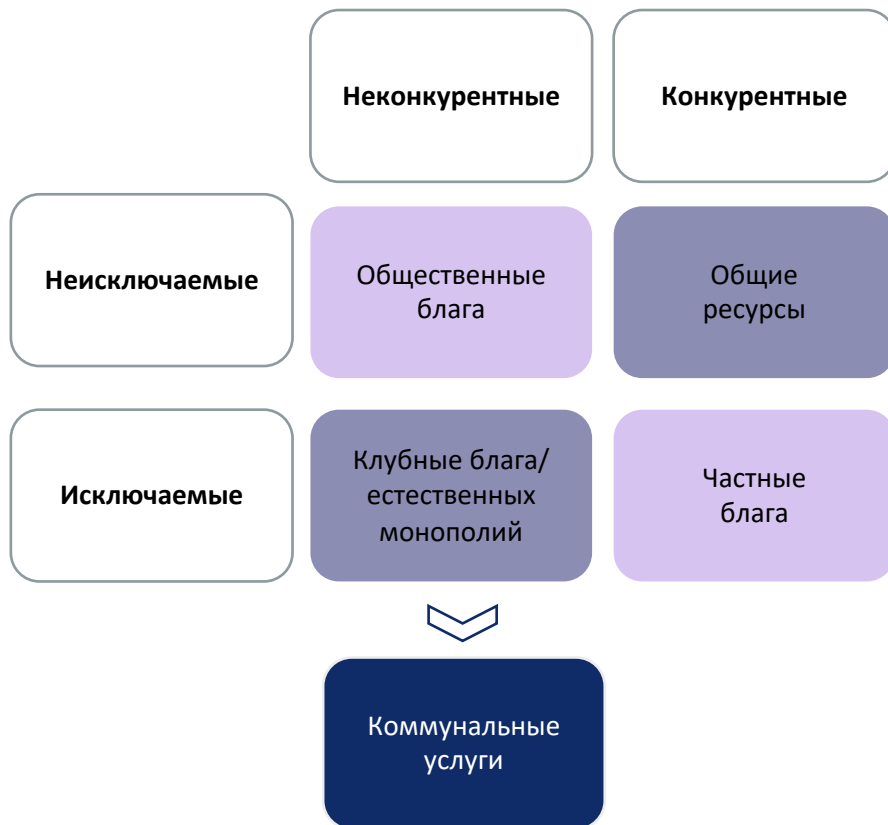 Неконкурентные
Конкурентные
Неисключаемые
Общественные
блага
Общие
ресурсы
Исключаемые
Клубные блага/
естественных
монополий
Частные
блага
Коммунальные
услуги